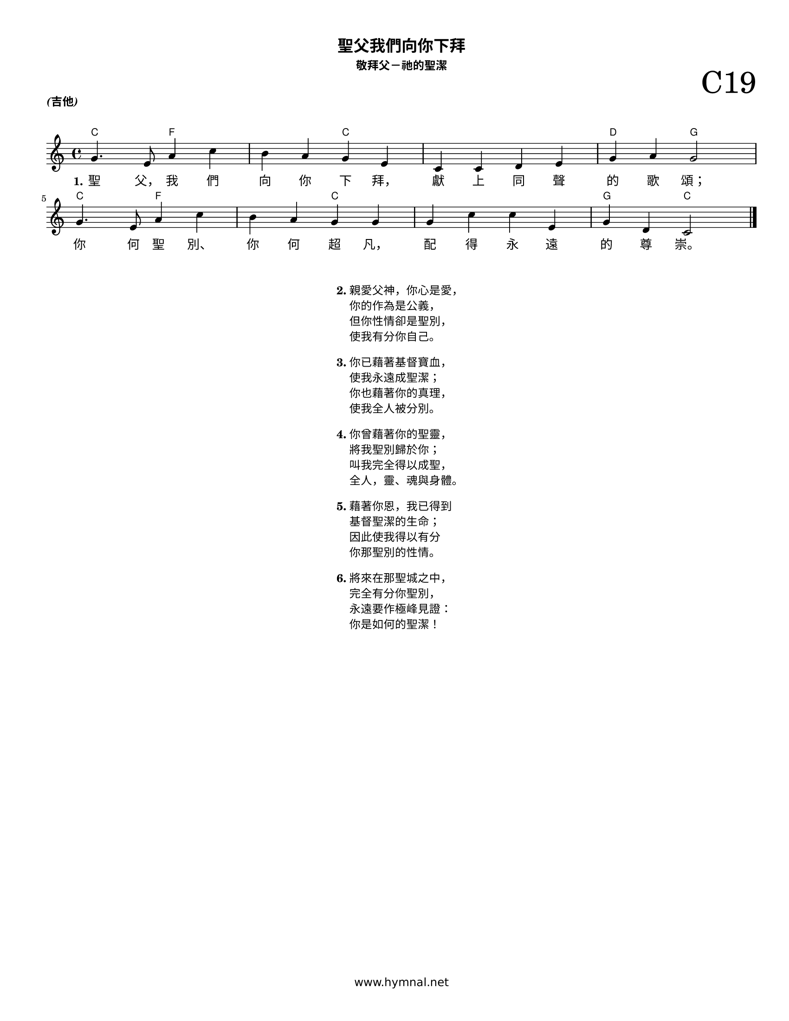 聖父我們向你下拜
敬拜父－祂的聖潔
C19
(吉他)
C F C D G
1. 聖 父， 我 們 向 你 下 拜， 獻 上 同 聲 的 歌 頌；
5 C F C G C
你 何 聖 別、 你 何 超 凡， 配 得 永 遠 的 尊 崇。
2. 親愛父神，你心是愛，
你的作為是公義，
但你性情卻是聖別，
使我有分你自己。
3. 你已藉著基督寶血，
使我永遠成聖潔；
你也藉著你的真理，
使我全人被分別。
4. 你曾藉著你的聖靈，
將我聖別歸於你；
叫我完全得以成聖，
全人，靈、魂與身體。
5. 藉著你恩，我已得到
基督聖潔的生命；
因此使我得以有分
你那聖別的性情。
6. 將來在那聖城之中，
完全有分你聖別，
永遠要作極峰見證：
你是如何的聖潔！
www.hymnal.net